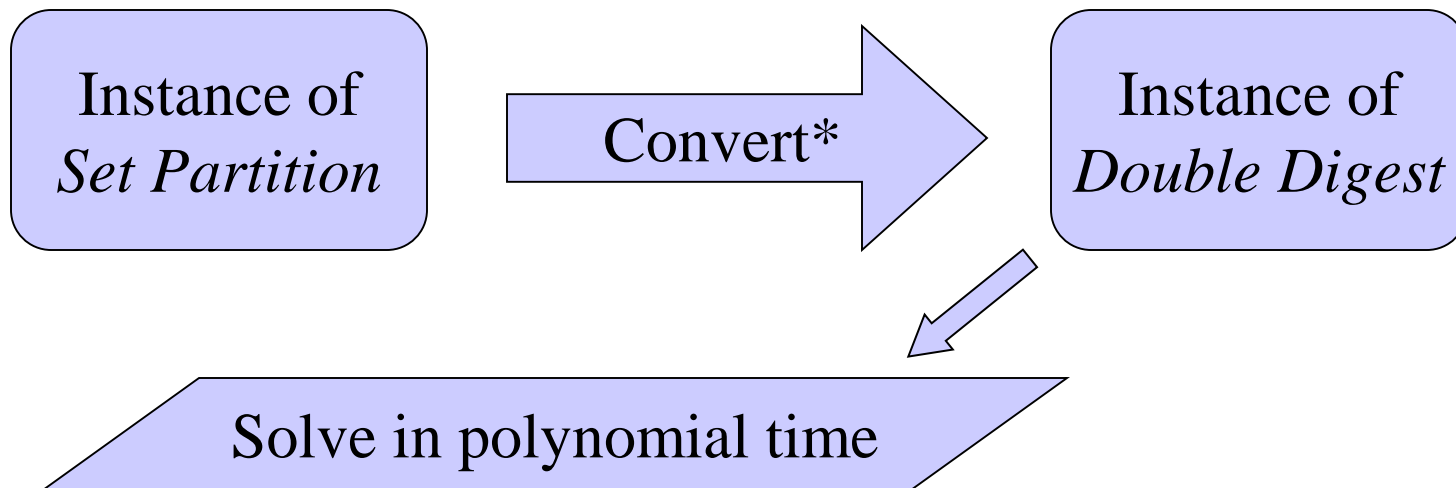 Instance of
Set Partition
Convert*
Instance of
Double Digest
Solve in polynomial time